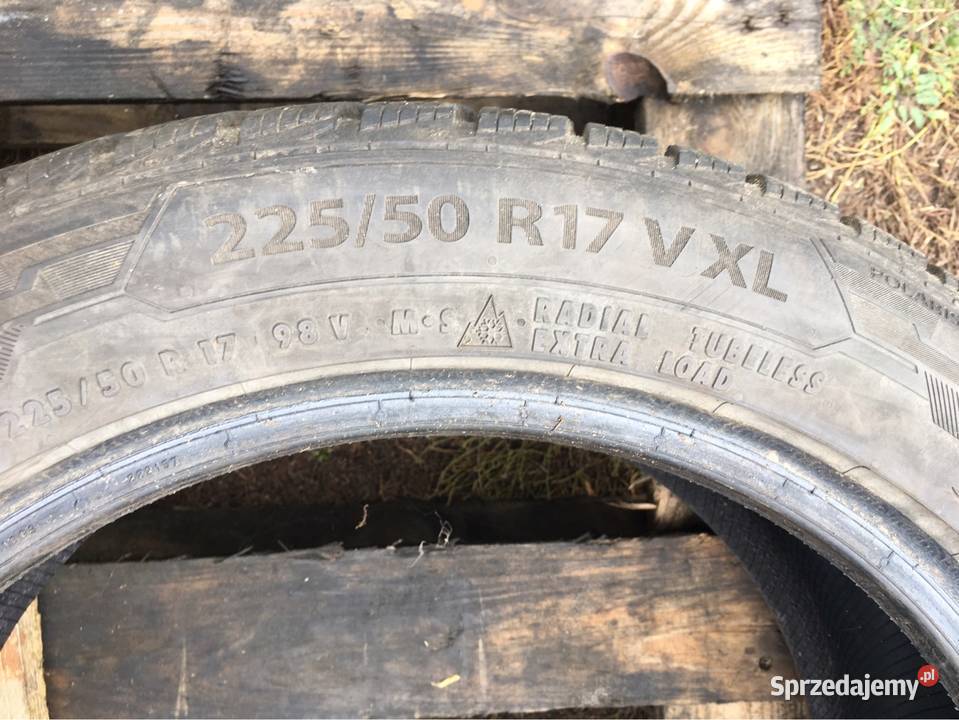 225/50 R17 V XL
225/50 R 17 98 V M•S RADIAL TUBELESS
EXTRA LOAD
Sprzedajemy.pl